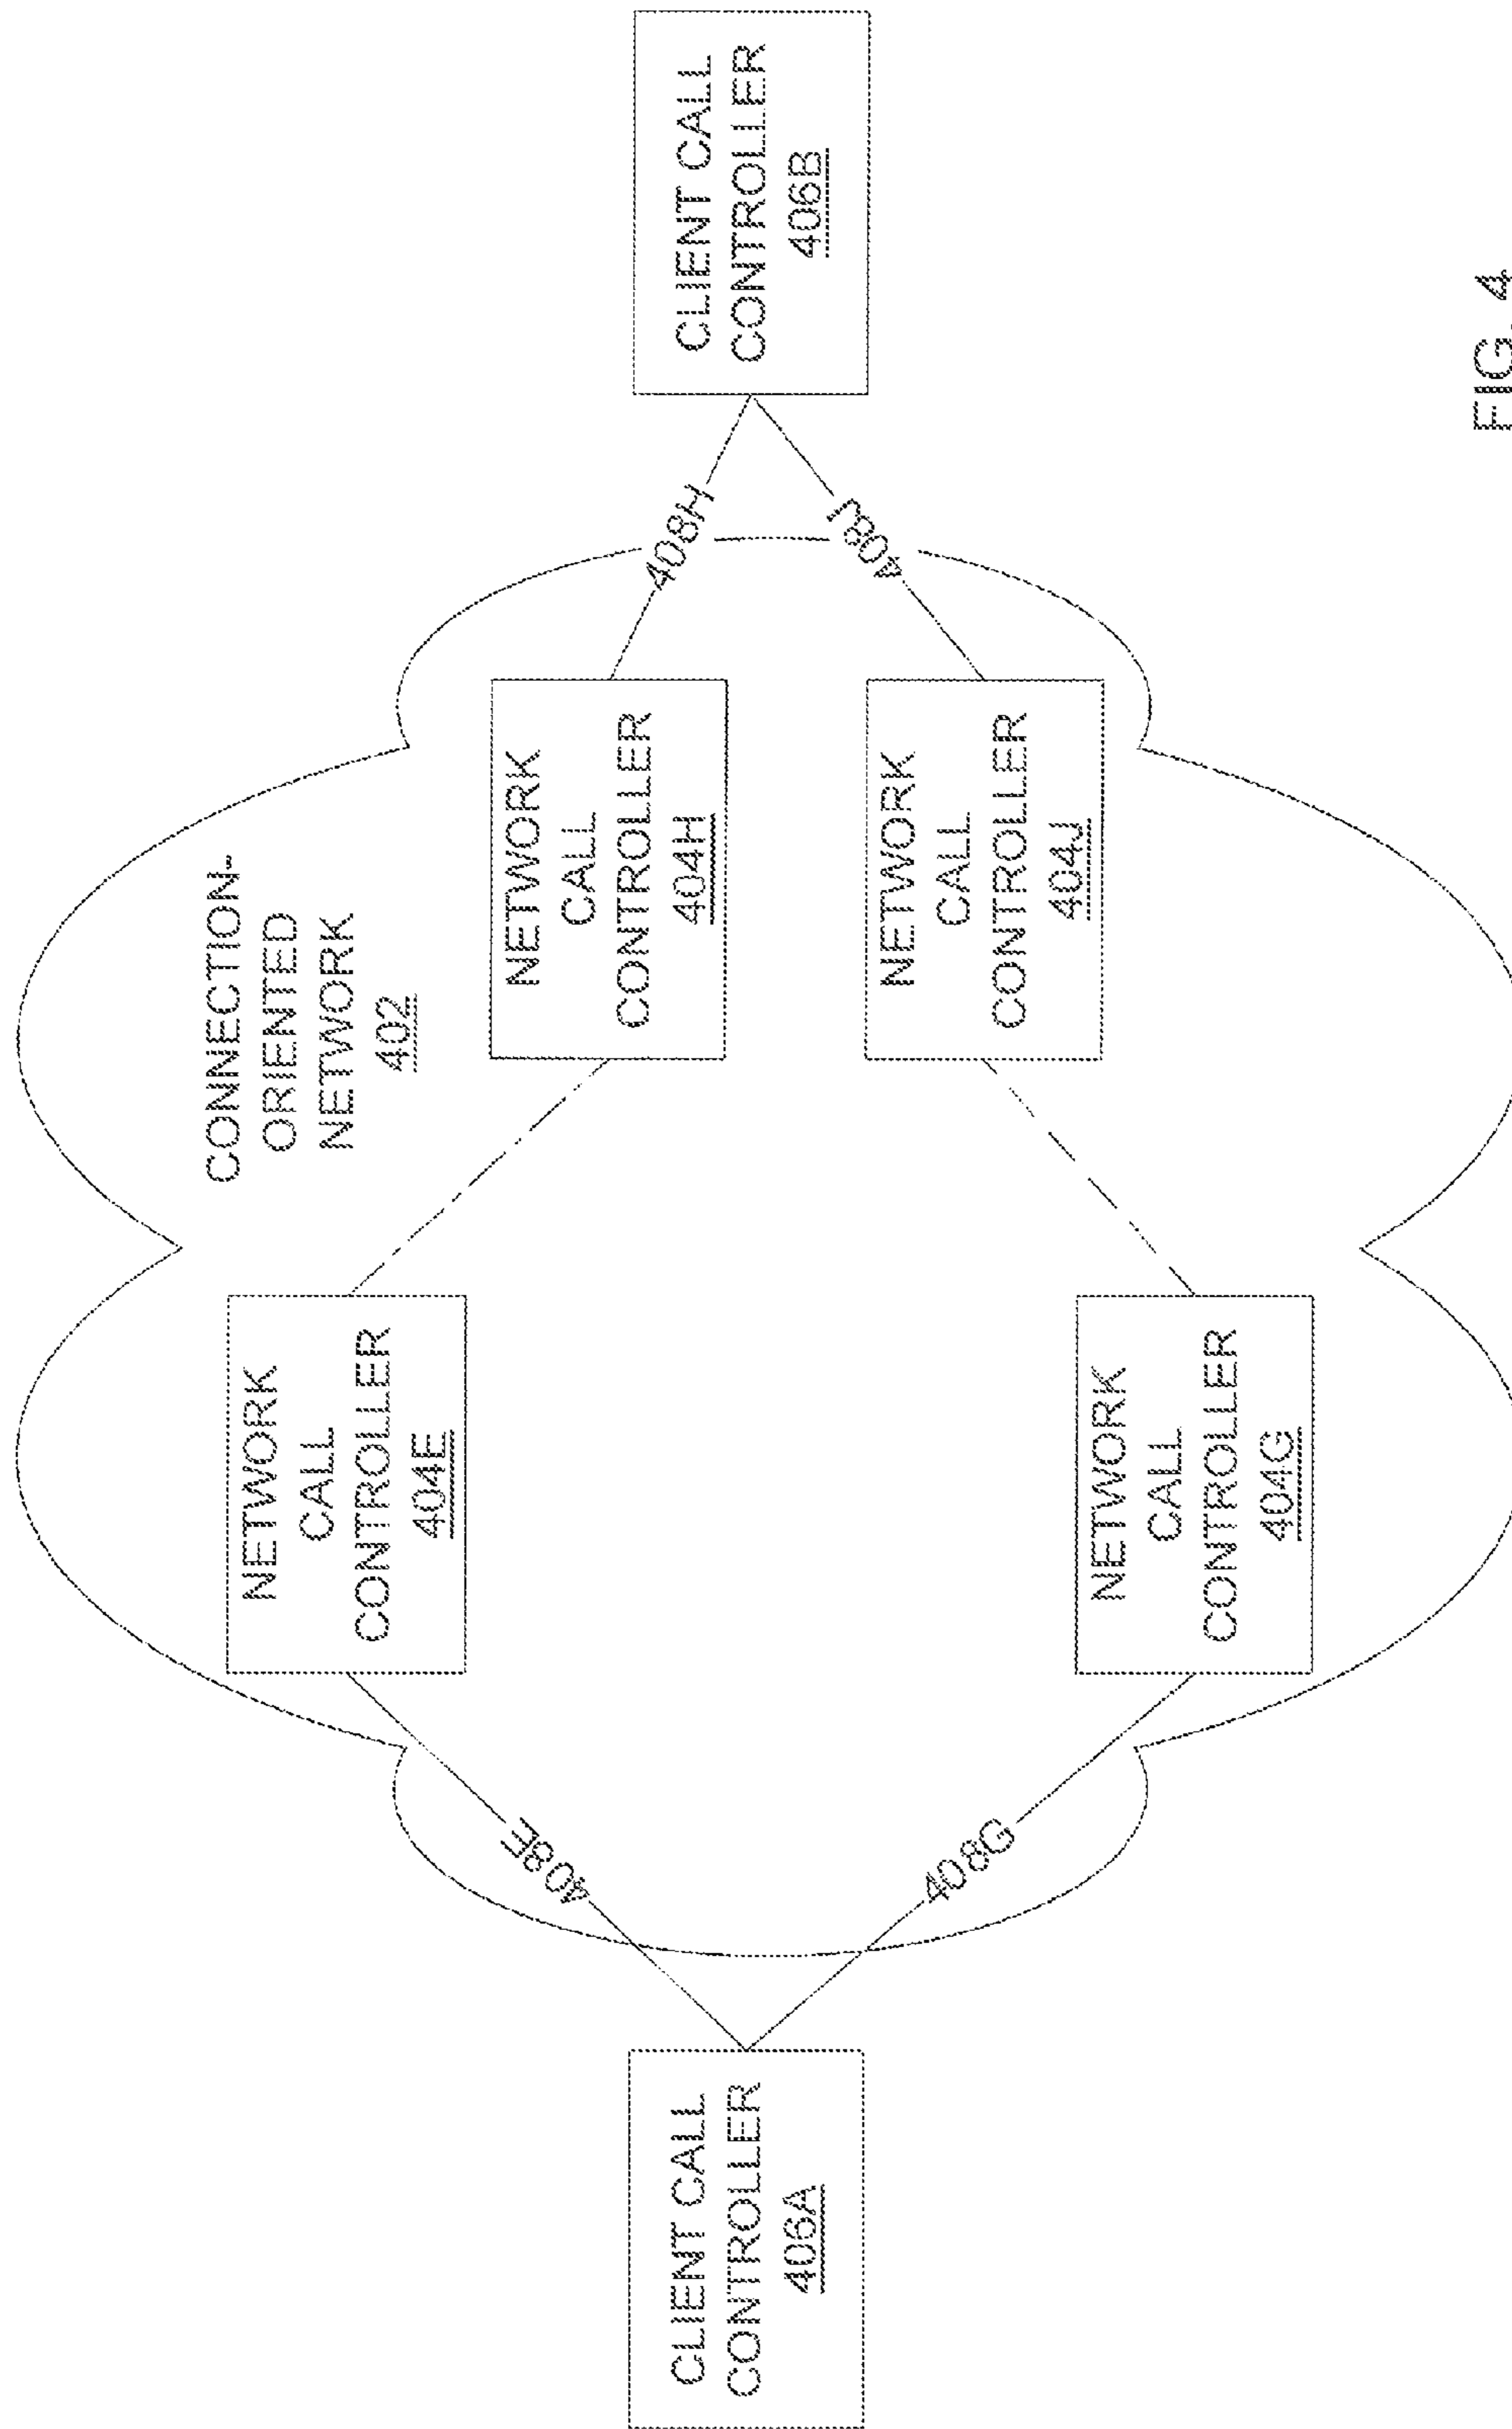 CONNECTION-
ORIENTED
NETWORK
402
NETWORK
CALL
CONTROLLER
404E
NETWORK
CALL
CONTROLLER
404H
408E
408H
CLIENT CALL
CONTROLLER
406A
CLIENT CALL
CONTROLLER
406B
408G
408J
NETWORK
CALL
CONTROLLER
404G
NETWORK
CALL
CONTROLLER
404J
FIG. 4